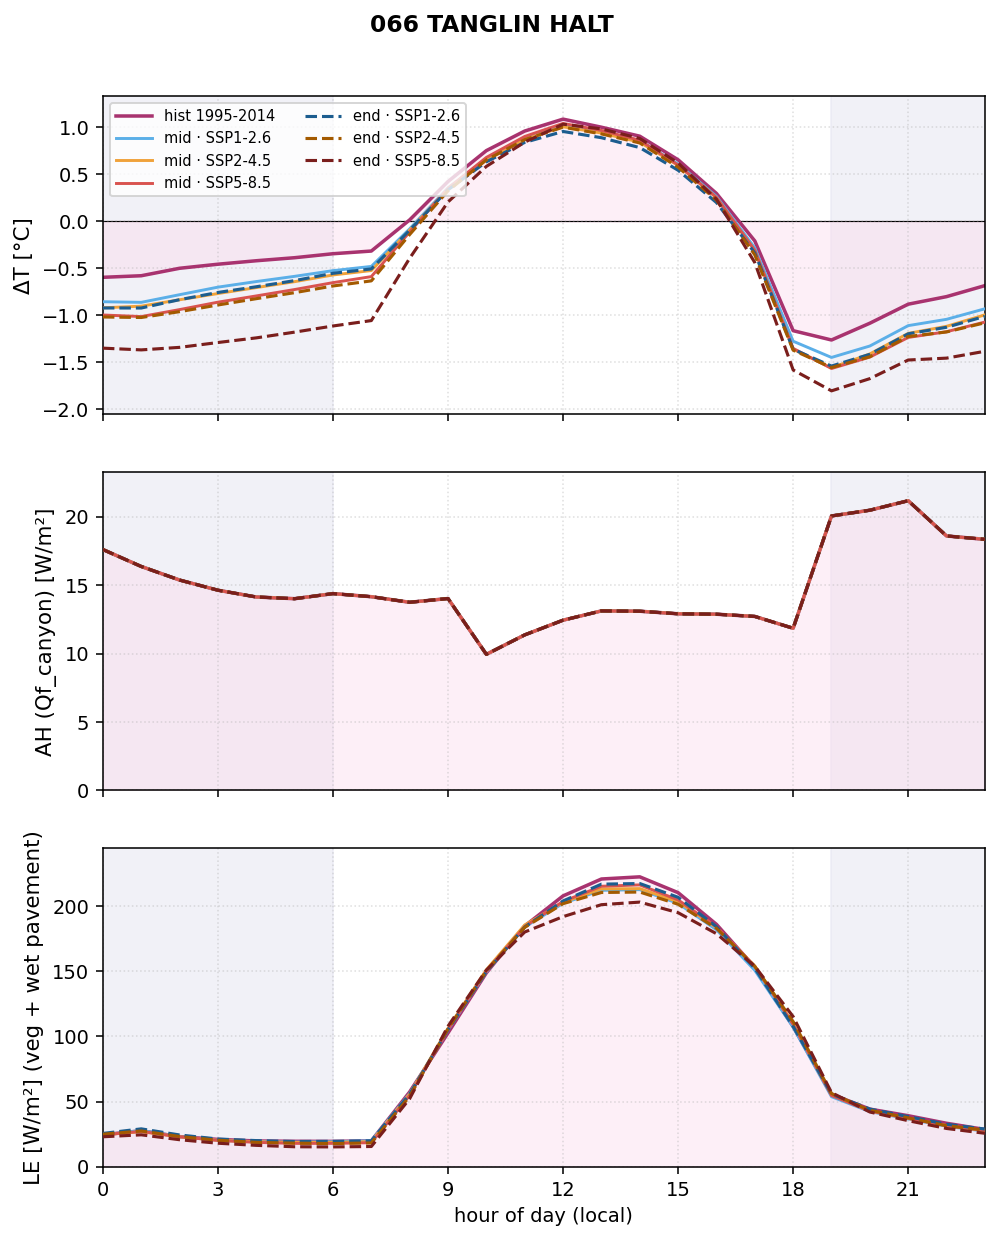 066 TANGLIN HALT
hist 1995-2014
mid · SSP1-2.6
mid · SSP2-4.5
mid · SSP5-8.5
end · SSP1-2.6
end · SSP2-4.5
end · SSP5-8.5
ΔT [°C]
1.0
0.5
0.0
−0.5
−1.0
−1.5
−2.0
AH (Qf_canyon) [W/m²]
20
15
10
5
0
LE [W/m²] (veg + wet pavement)
200
150
100
50
0
0 3 6 9 12 15 18 21
hour of day (local)